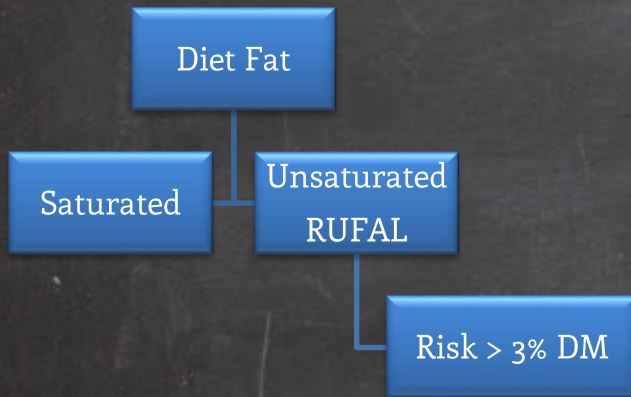 Diet Fat
Saturated
Unsaturated
RUFAL
Risk > 3% DM